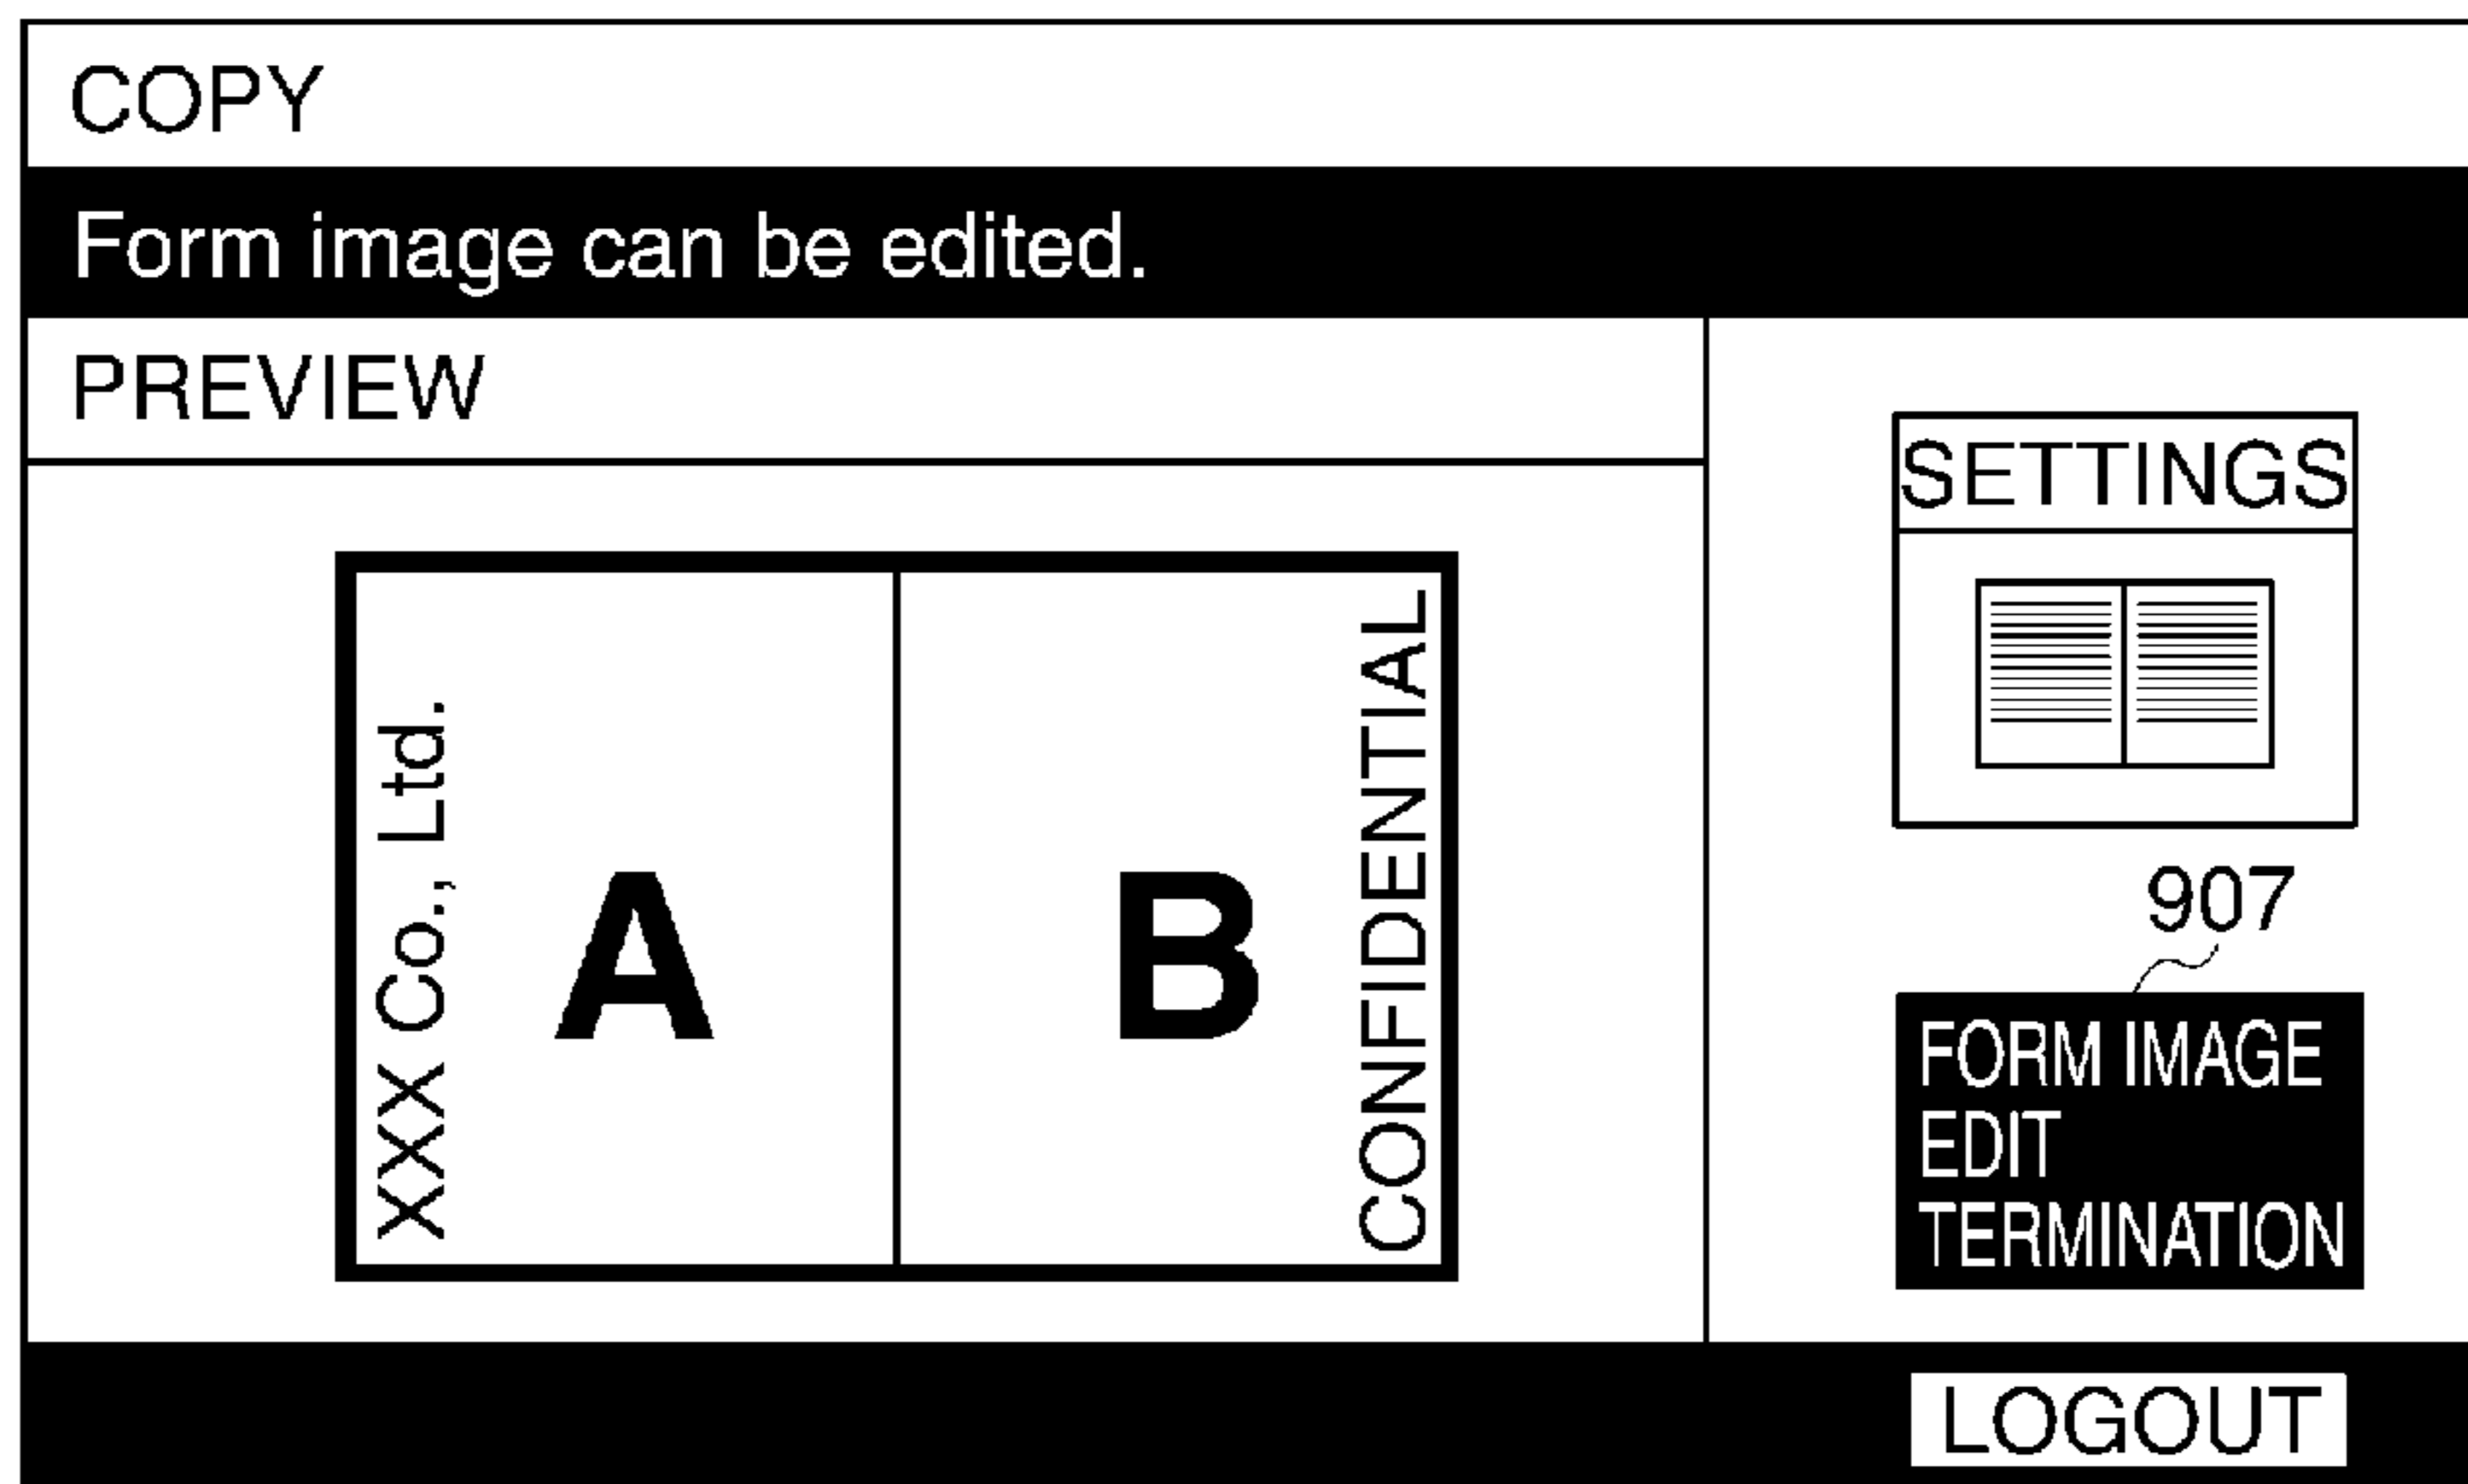 COPY
Form image can be edited.
PREVIEW
XXX Co., Ltd.
A
B
CONFIDENTIAL
SETTINGS
907
FORM IMAGE
EDIT
TERMINATION
LOGOUT